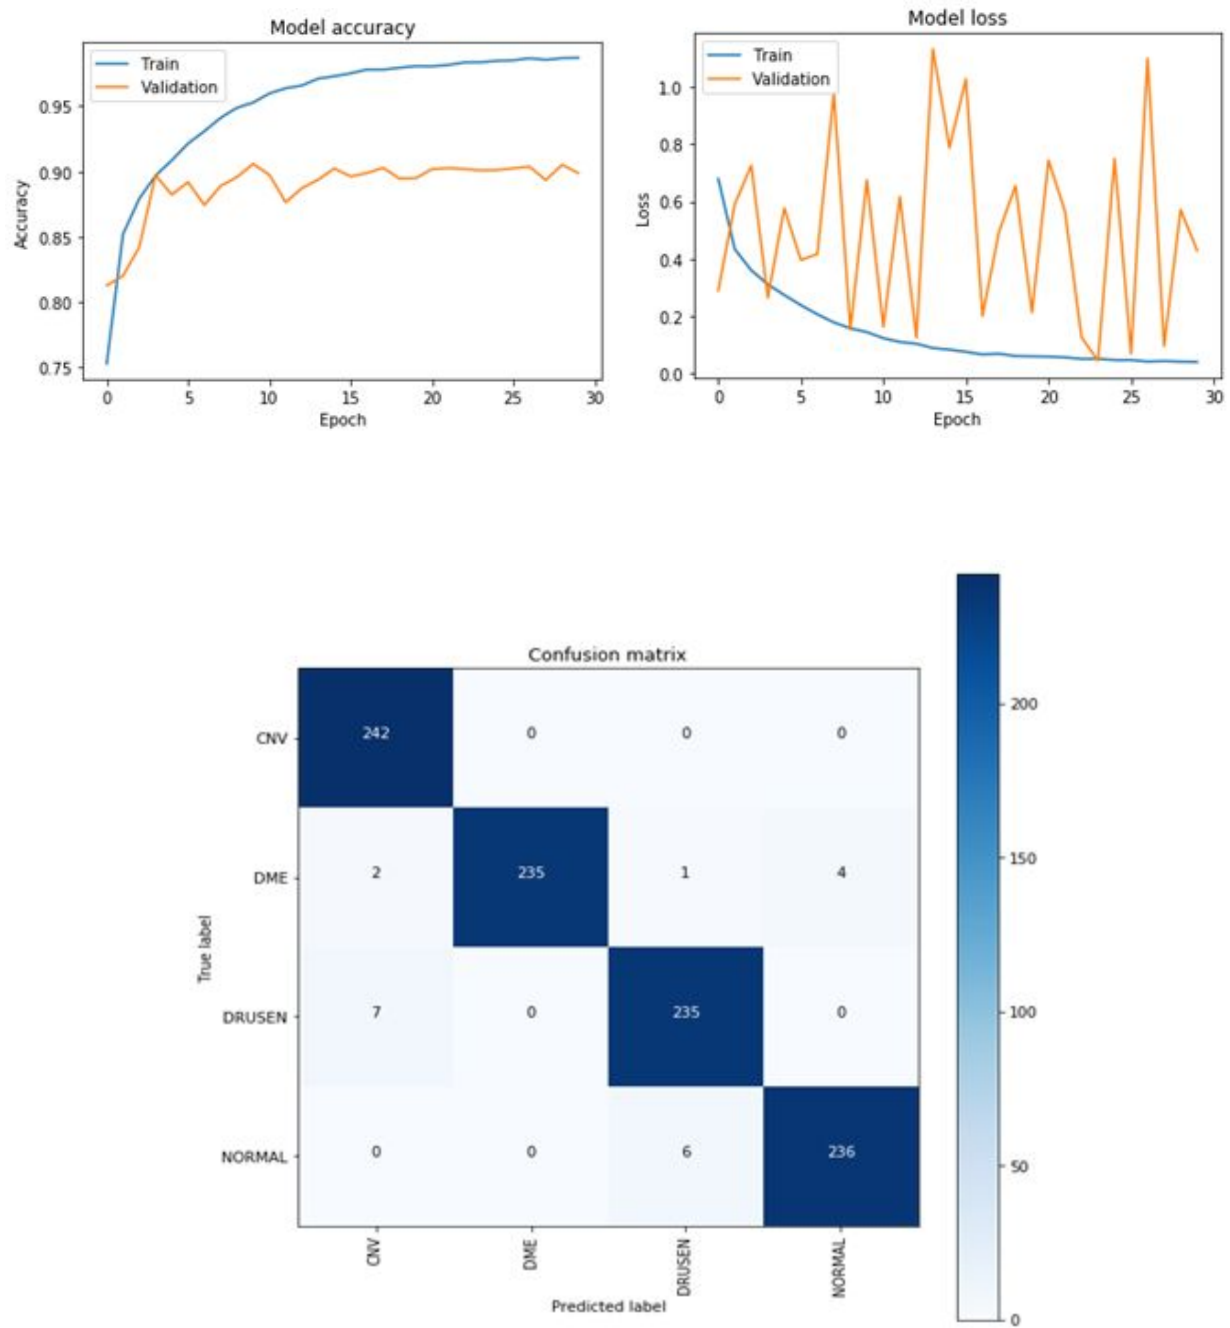 Model accuracy
Train
Validation
0.95
0.90
0.85
0.80
0.75
Accuracy
0 5 10 15 20 25 30
Epoch
Model loss
Train
Validation
1.0
0.8
0.6
0.4
0.2
0.0
Loss
0 5 10 15 20 25 30
Epoch
Confusion matrix
CNV 242 0 0 0
DME 2 235 1 4
DRUSEN 7 0 235 0
NORMAL 0 0 6 236
True label
CNV DME DRUSEN NORMAL
Predicted label
200
150
100
50
0